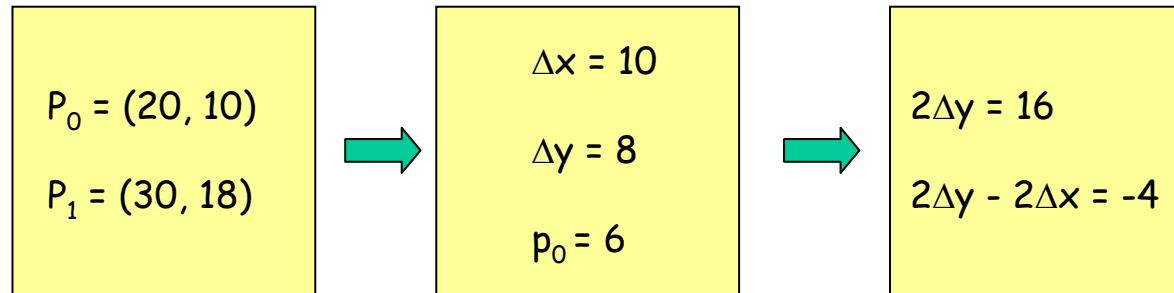 P₀ = (20, 10)
P₁ = (30, 18)
Δx = 10
Δy = 8
p₀ = 6
2Δy = 16
2Δy - 2Δx = -4